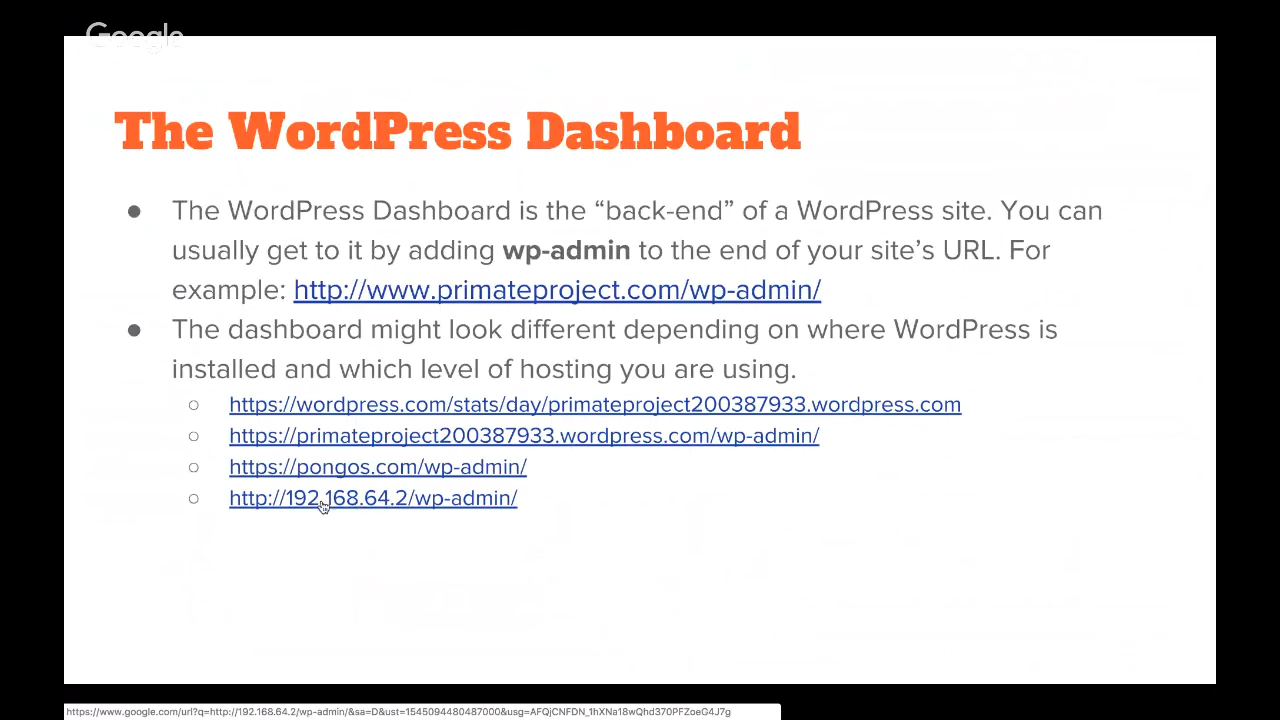 Google
The WordPress Dashboard
● The WordPress Dashboard is the “back-end” of a WordPress site. You can
usually get to it by adding wp-admin to the end of your site’s URL. For
example: http://www.primateproject.com/wp-admin/
● The dashboard might look different depending on where WordPress is
installed and which level of hosting you are using.
○ https://wordpress.com/stats/day/primateproject200387933.wordpress.com
○ https://primateproject200387933.wordpress.com/wp-admin/
○ https://pongos.com/wp-admin/
○ http://192.168.64.2/wp-admin/
https://www.google.com/url?q=http://192.168.64.2/wp-admin/&sa=D&ust=1545094480487000&usg=AFQjCNFDN_1hXNa18wQhd370PFZoeG4J7g